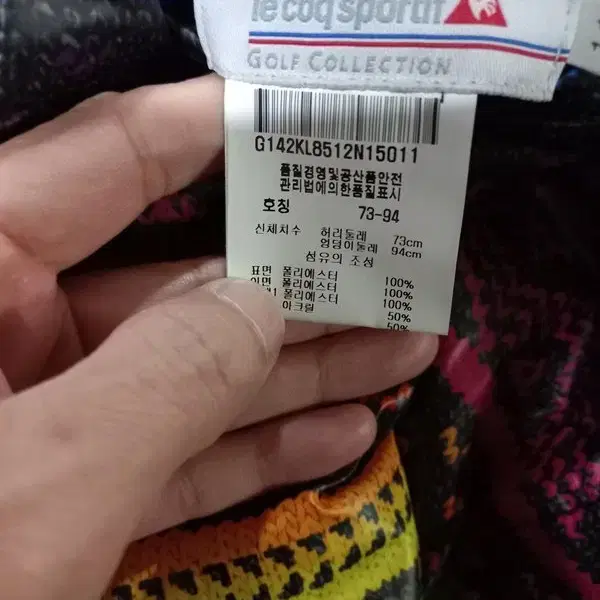 le coq sportif
GOLF COLLECTION
G142KL8512N15011
품질경영및공산품안전
관리법에의한품질표시
호칭 73-94
신체치수 허리둘레 73cm
엉덩이둘레 94cm
섬유의 조성
표면 폴리에스터 100%
이면 폴리에스터 100%
폴리에스터 100%
아크릴 50%
50%